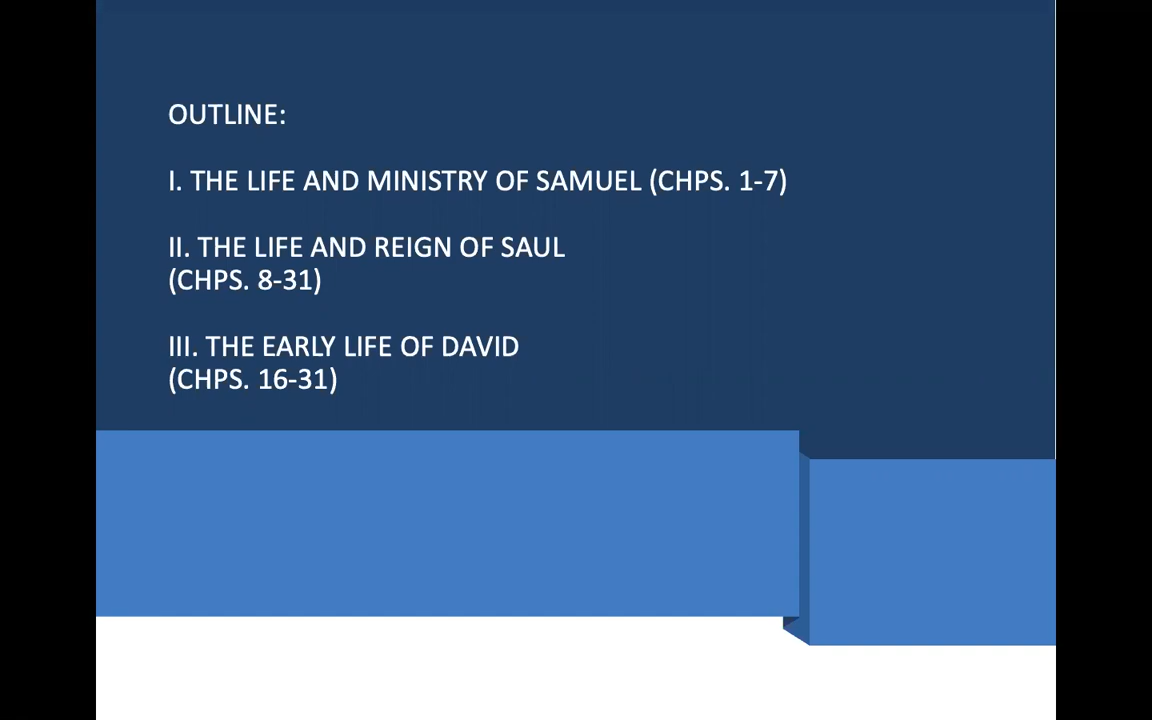 OUTLINE:
I. THE LIFE AND MINISTRY OF SAMUEL (CHPS. 1-7)
II. THE LIFE AND REIGN OF SAUL
(CHPS. 8-31)
III. THE EARLY LIFE OF DAVID
(CHPS. 16-31)